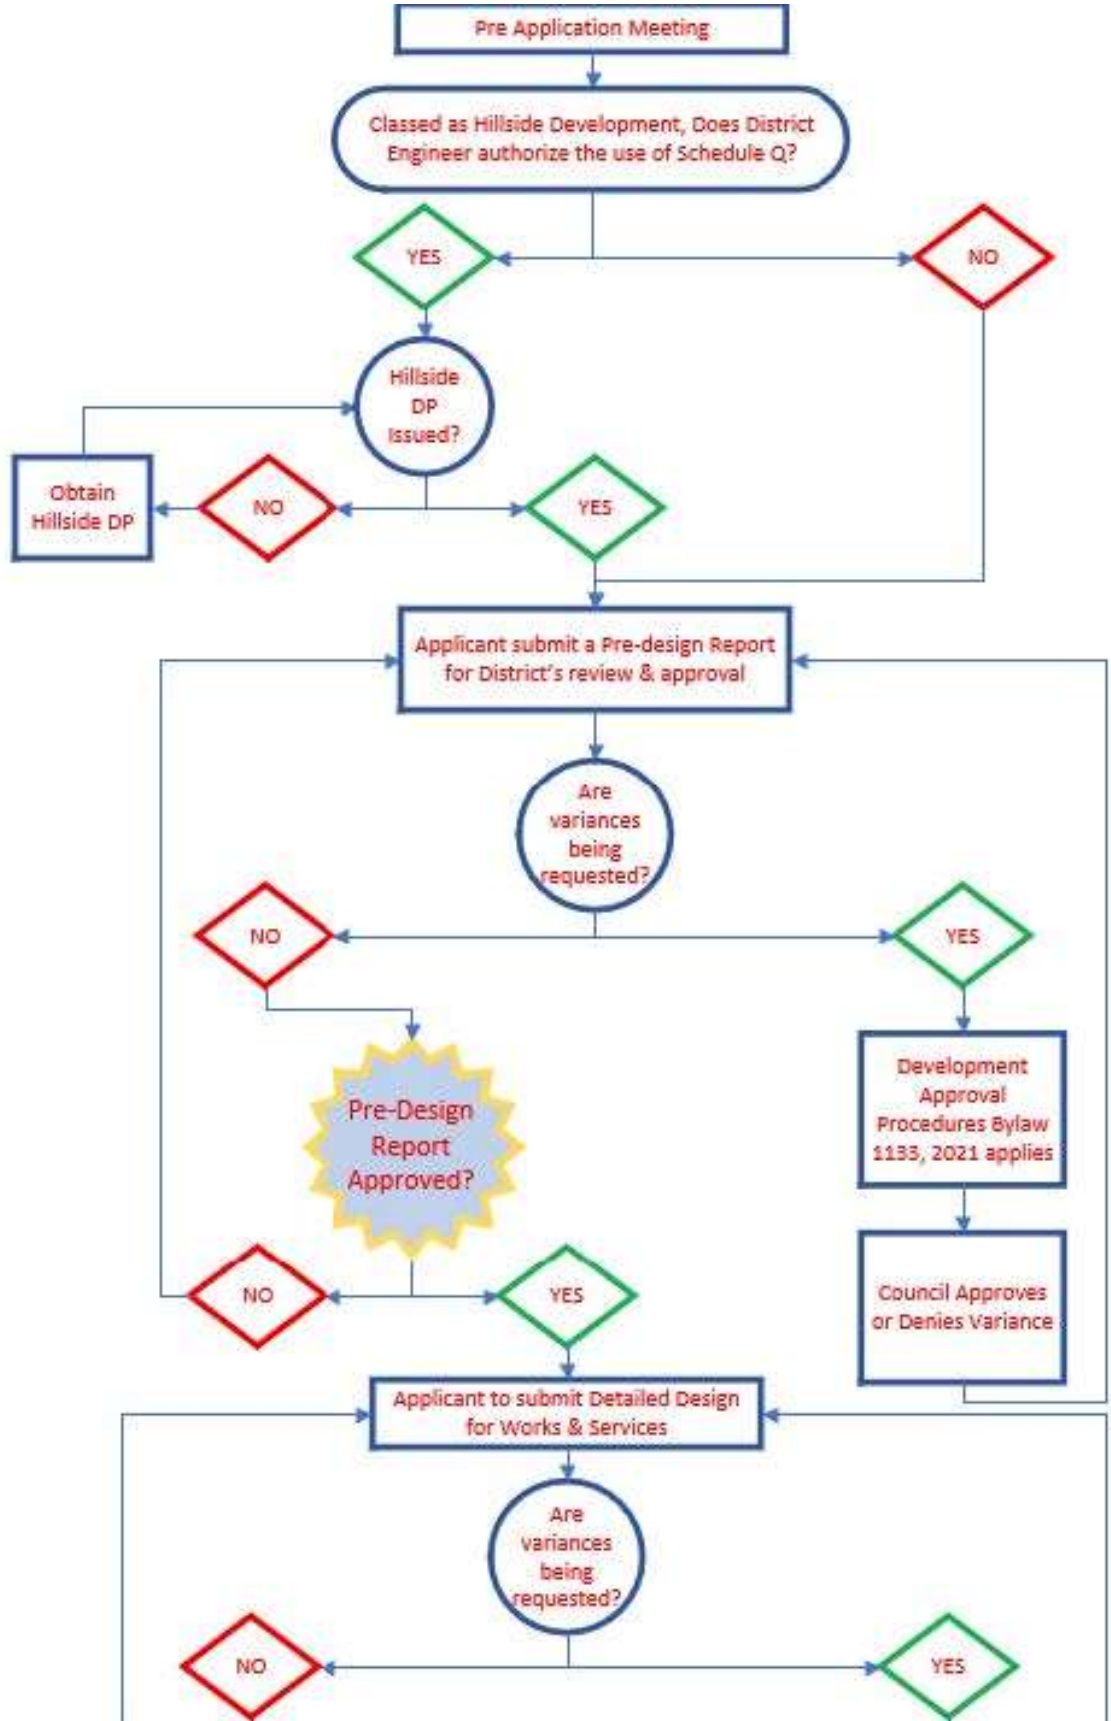 Pre Application Meeting
Classed as Hillside Development, Does District
Engineer authorize the use of Schedule Q?
YES
NO
Hillside
DP
Issued?
Obtain
Hillside DP
NO
YES
Applicant submit a Pre-design Report
for District's review & approval
Are
variances
being
requested?
NO
YES
Development
Approval
Procedures Bylaw
1133, 2021 applies
Pre-Design
Report
Approved?
Council Approves
or Denies Variance
NO
YES
Applicant to submit Detailed Design
for Works & Services
Are
variances
being
requested?
NO
YES